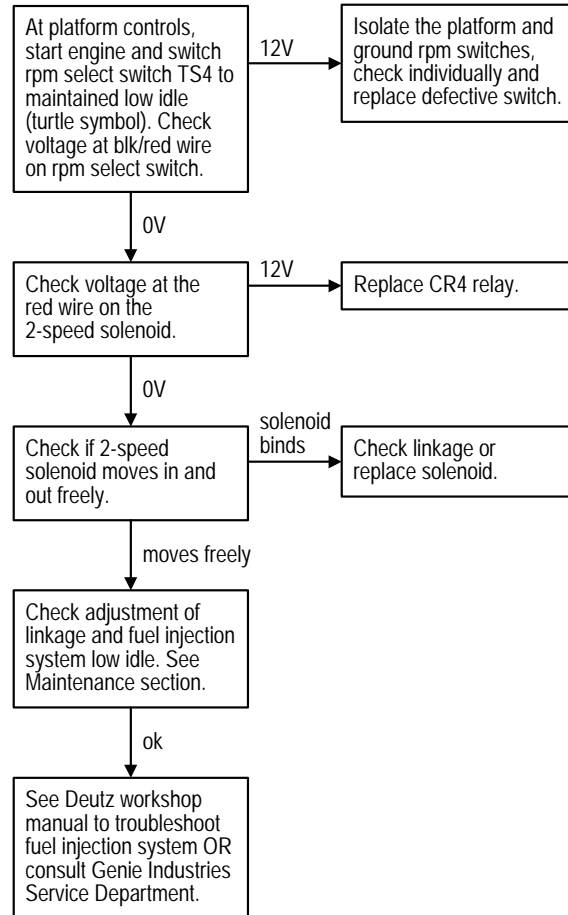 At platform controls,
start engine and switch
rpm select switch TS4 to
maintained low idle
(turtle symbol). Check
voltage at blk/red wire
on rpm select switch.
12V
Isolate the platform and
ground rpm switches,
check individually and
replace defective switch.
0V
Check voltage at the
red wire on the
2-speed solenoid.
12V
Replace CR4 relay.
0V
Check if 2-speed
solenoid moves in and
out freely.
solenoid
binds
Check linkage or
replace solenoid.
moves freely
Check adjustment of
linkage and fuel injection
system low idle. See
Maintenance section.
ok
See Deutz workshop
manual to troubleshoot
fuel injection system OR
consult Genie Industries
Service Department.